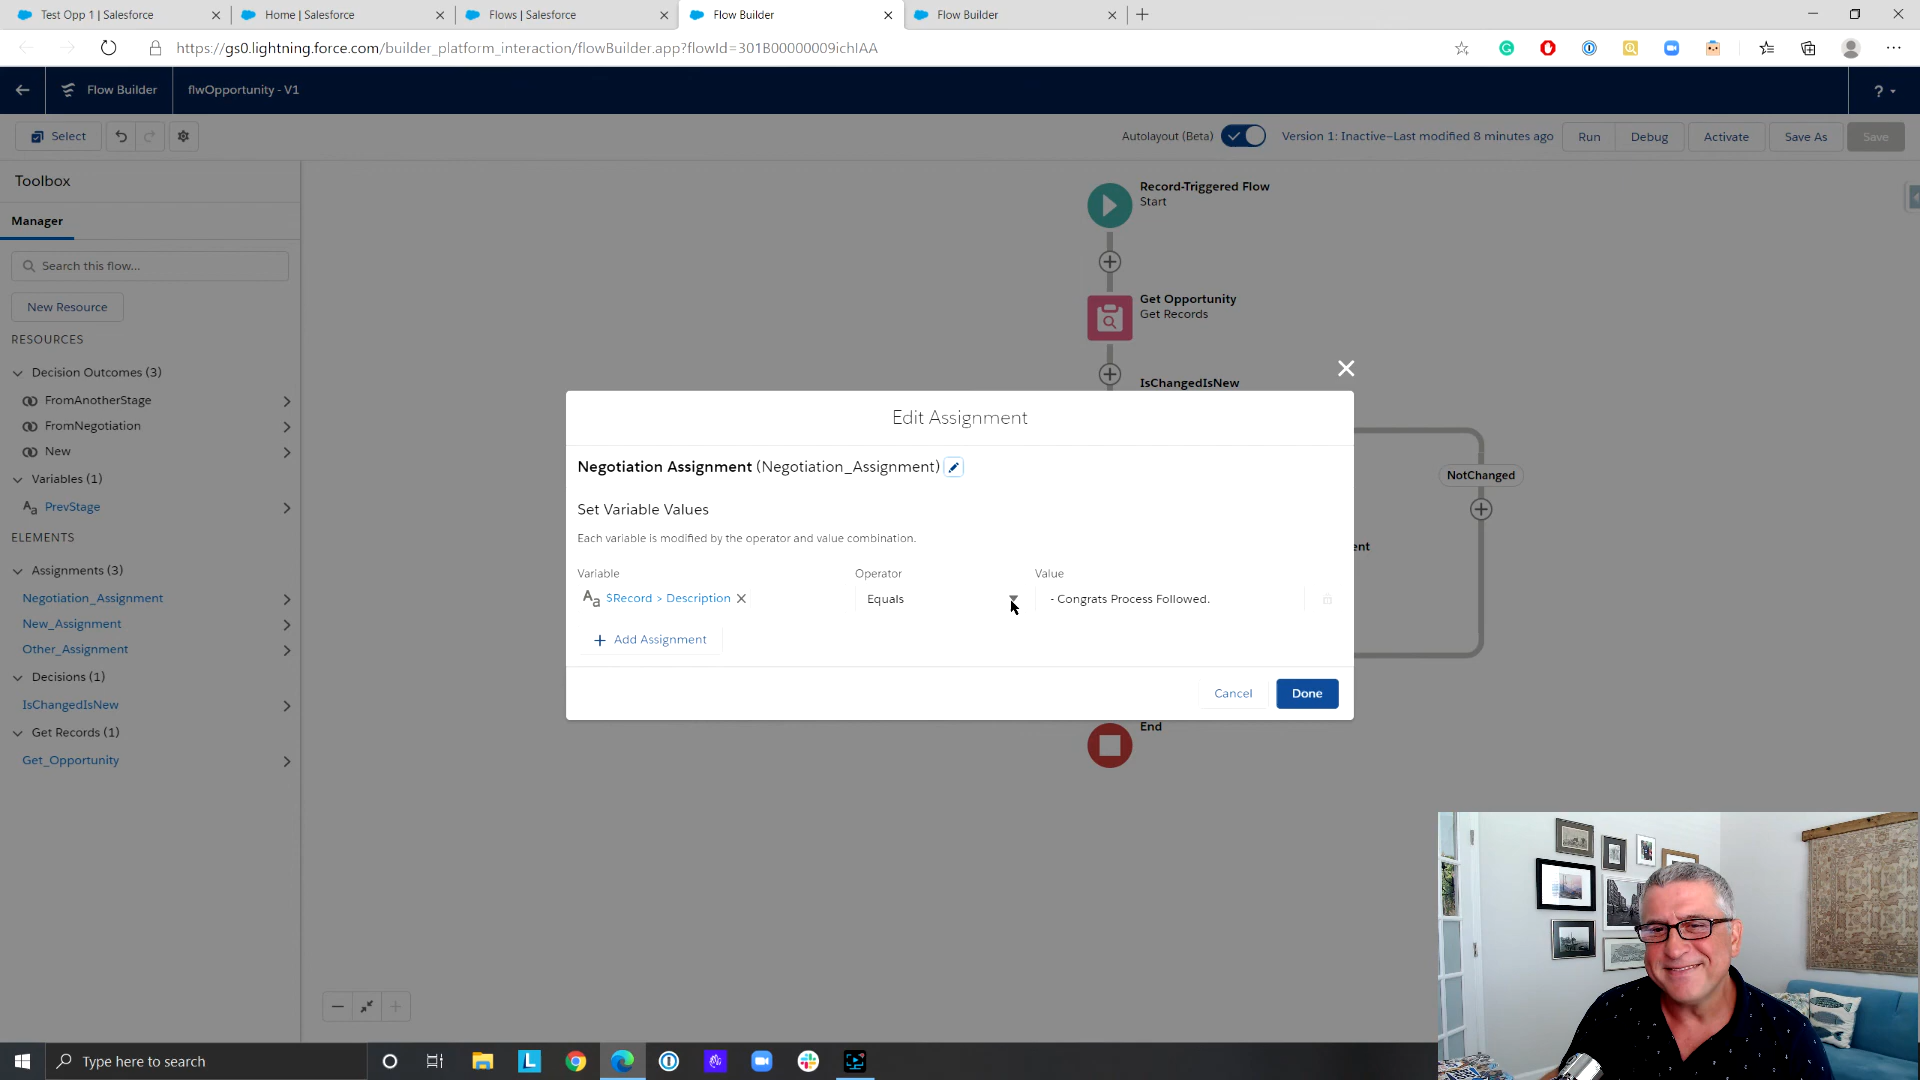 Test Opp 1 | Salesforce
Home | Salesforce
Flows | Salesforce
Flow Builder
Flow Builder
https://gs0.lightning.force.com/builder_platform_interaction/flowBuilder.app?flowId=301B00000009ichIAA
Flow Builder
flwOpportunity - V1
?
Select
Autolayout (Beta)
Version 1: Inactive—Last modified 8 minutes ago
Run
Debug
Activate
Save As
Save
Toolbox
Manager
Search this flow...
New Resource
RESOURCES
Decision Outcomes (3)
FromAnotherStage
FromNegotiation
New
Variables (1)
PrevStage
ELEMENTS
Assignments (3)
Negotiation_Assignment
New_Assignment
Other_Assignment
Decisions (1)
IsChangedIsNew
Get Records (1)
Get_Opportunity
Record-Triggered Flow
Start
Get Opportunity
Get Records
IsChangedIsNew
NotChanged
ent
End
Edit Assignment
Negotiation Assignment (Negotiation_Assignment)
Set Variable Values
Each variable is modified by the operator and value combination.
Variable
Operator
Value
Aa $Record > Description
Equals
- Congrats Process Followed.
+ Add Assignment
Cancel
Done
Type here to search